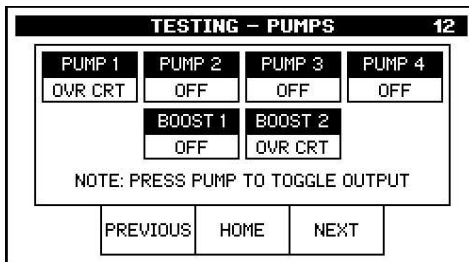 TESTING - PUMPS 12
PUMP 1 PUMP 2 PUMP 3 PUMP 4
OVR CRT OFF OFF OFF
BOOST 1 BOOST 2
OFF OVR CRT
NOTE: PRESS PUMP TO TOGGLE OUTPUT
PREVIOUS HOME NEXT